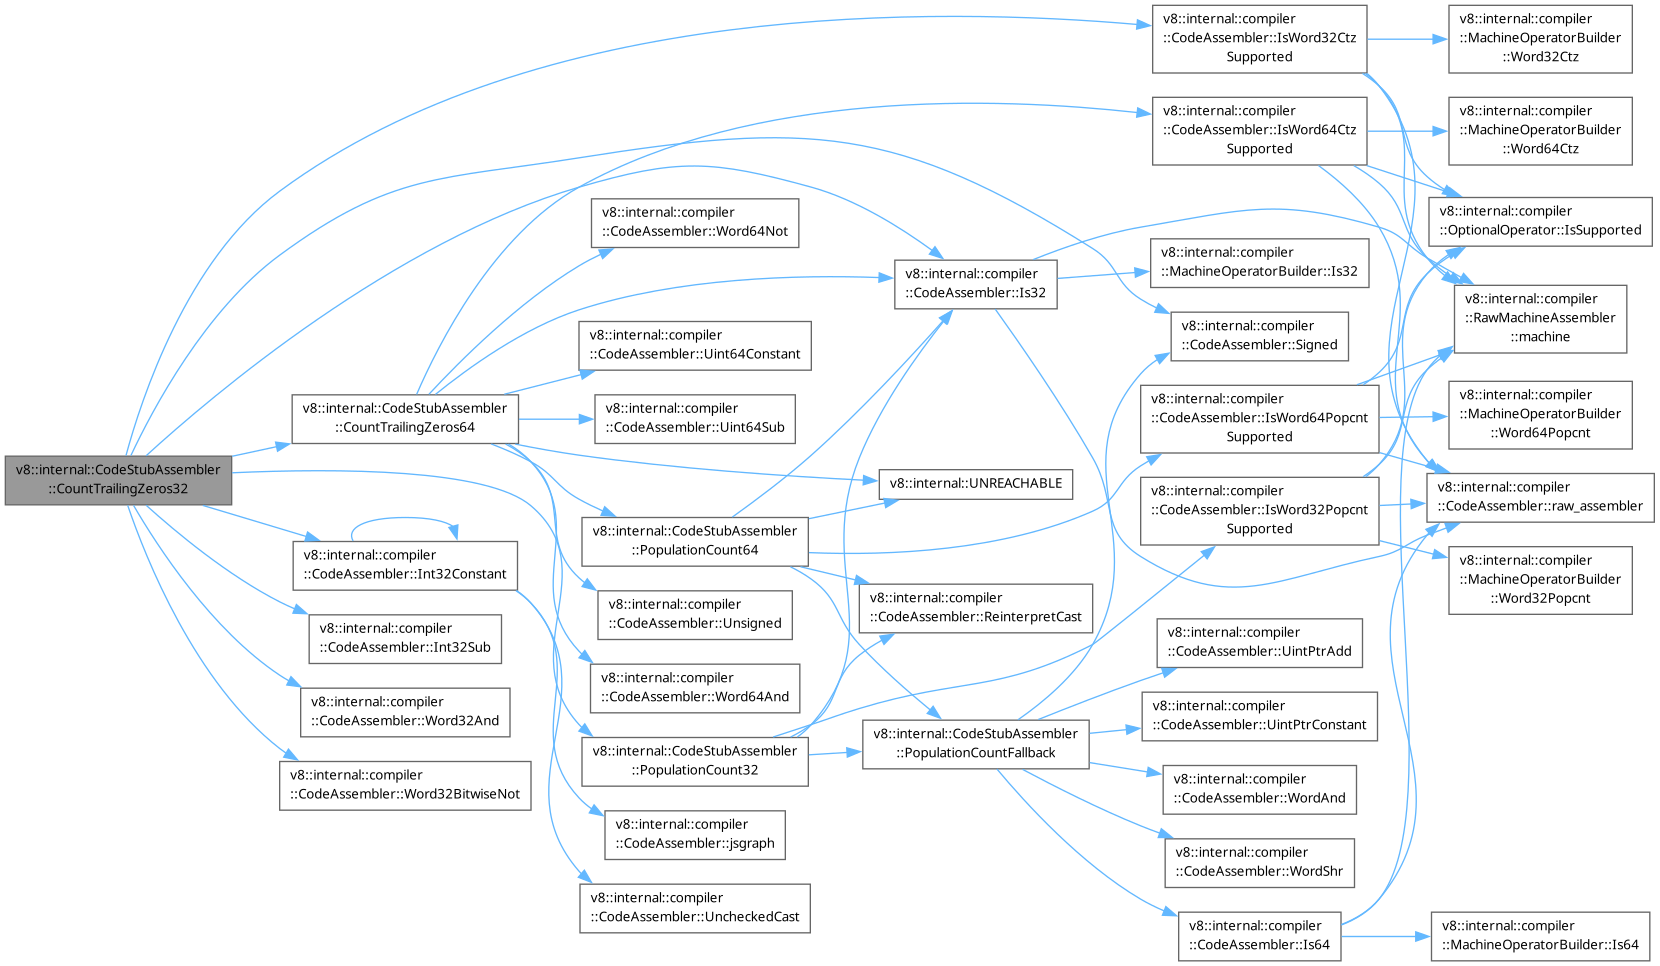 v8::internal::CodeStubAssembler
::CountTrailingZeros32
v8::internal::CodeStubAssembler
::CountTrailingZeros64
v8::internal::compiler
::CodeAssembler::Int32Constant
v8::internal::compiler
::CodeAssembler::Int32Sub
v8::internal::compiler
::CodeAssembler::Word32And
v8::internal::compiler
::CodeAssembler::Word32BitwiseNot
v8::internal::compiler
::CodeAssembler::Word64Not
v8::internal::compiler
::CodeAssembler::Uint64Constant
v8::internal::compiler
::CodeAssembler::Uint64Sub
v8::internal::CodeStubAssembler
::PopulationCount64
v8::internal::compiler
::CodeAssembler::Unsigned
v8::internal::compiler
::CodeAssembler::Word64And
v8::internal::CodeStubAssembler
::PopulationCount32
v8::internal::compiler
::CodeAssembler::jsgraph
v8::internal::compiler
::CodeAssembler::UncheckedCast
v8::internal::compiler
::CodeAssembler::Is32
v8::internal::UNREACHABLE
v8::internal::compiler
::CodeAssembler::ReinterpretCast
v8::internal::CodeStubAssembler
::PopulationCountFallback
v8::internal::compiler
::CodeAssembler::IsWord32Ctz
Supported
v8::internal::compiler
::CodeAssembler::IsWord64Ctz
Supported
v8::internal::compiler
::MachineOperatorBuilder::Is32
v8::internal::compiler
::CodeAssembler::Signed
v8::internal::compiler
::CodeAssembler::IsWord64Popcnt
Supported
v8::internal::compiler
::CodeAssembler::IsWord32Popcnt
Supported
v8::internal::compiler
::CodeAssembler::UintPtrAdd
v8::internal::compiler
::CodeAssembler::UintPtrConstant
v8::internal::compiler
::CodeAssembler::WordAnd
v8::internal::compiler
::CodeAssembler::WordShr
v8::internal::compiler
::CodeAssembler::Is64
v8::internal::compiler
::MachineOperatorBuilder
::Word32Ctz
v8::internal::compiler
::MachineOperatorBuilder
::Word64Ctz
v8::internal::compiler
::OptionalOperator::IsSupported
v8::internal::compiler
::RawMachineAssembler
::machine
v8::internal::compiler
::MachineOperatorBuilder
::Word64Popcnt
v8::internal::compiler
::CodeAssembler::raw_assembler
v8::internal::compiler
::MachineOperatorBuilder
::Word32Popcnt
v8::internal::compiler
::MachineOperatorBuilder::Is64